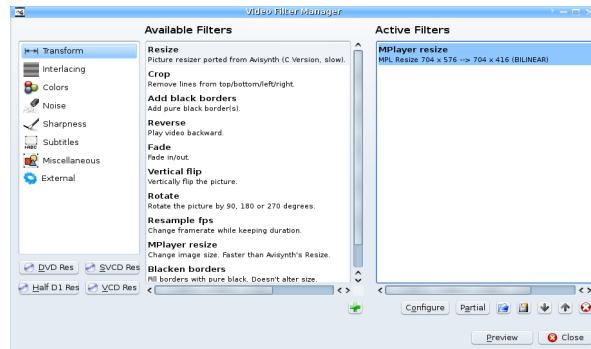 Video Filter Manager
Available Filters
Active Filters
Transform
Interlacing
Colors
Noise
Sharpness
Subtitles
Miscellaneous
External
DVD Res
SVCD Res
Half D1 Res
VCD Res
Resize
Picture resizer ported from Avisynth (C Version, slow).
Crop
Remove lines from top/bottom/left/right.
Add black borders
Add pure black border(s).
Reverse
Play video backward.
Fade
Fade in/out.
Vertical flip
Vertically flip the picture.
Rotate
Rotate the picture by 90, 180 or 270 degrees.
Resample fps
Change framerate while keeping duration.
MPlayer resize
Change image size. Faster than Avisynth's Resize.
Blacken borders
Fill borders with pure black. Doesn't alter size.
MPlayer resize
MPL Resize 704 x 576 --> 704 x 416 (BILINEAR)
Configure
Partial
Preview
Close